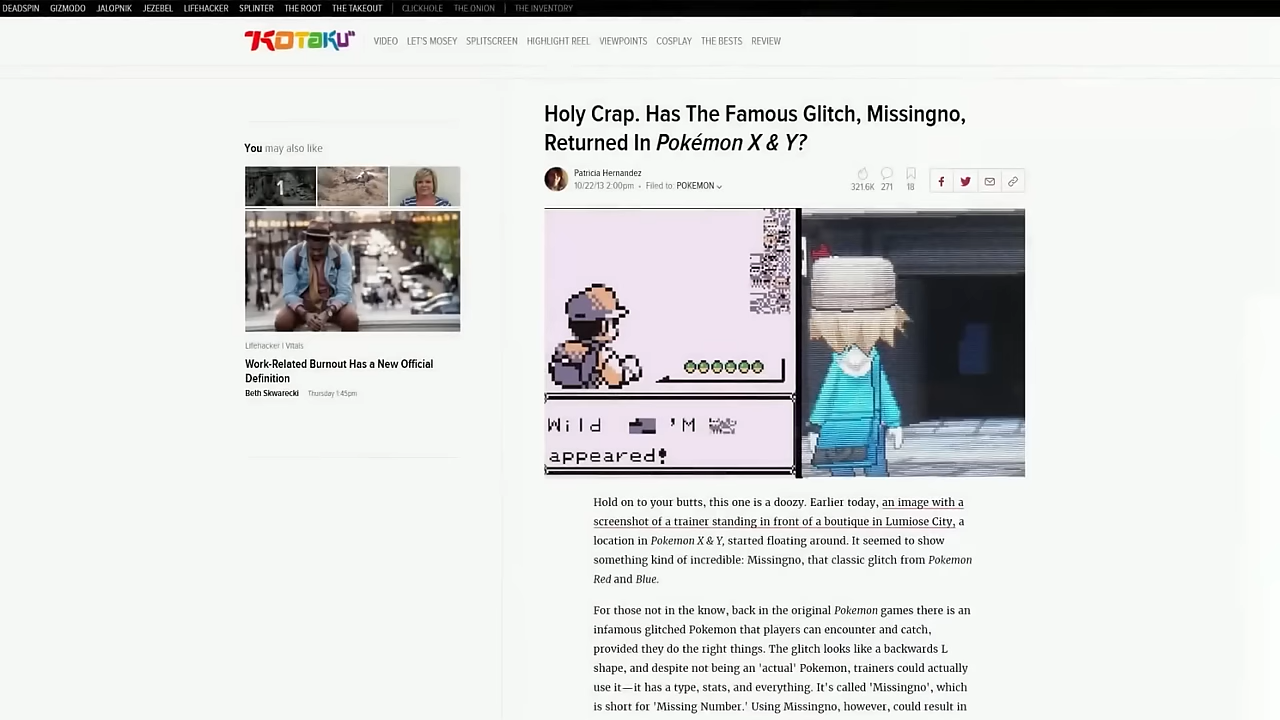 DEADSPIN GIZMODO JALOPNIK JEZEBEL LIFEHACKER SPLINTER THE ROOT THE TAKEOUT CLICKHOLE THE ONION THE INVENTORY
KOTAKU VIDEO LET'S MOSEY SPLITSCREEN HIGHLIGHT REEL VIEWPOINTS COSPLAY THE BESTS REVIEW
You may also like
1
Lifehacker | Vitals
Work-Related Burnout Has a New Official
Definition
Beth Skwarecki Thursday 1:45pm
Holy Crap. Has The Famous Glitch, Missingno,
Returned In Pokémon X & Y?
Patricia Hernandez
10/22/13 2:00pm • Filed to: POKEMON
321.6K 271 18
Wild 'M
appeared!
Hold on to your butts, this one is a doozy. Earlier today, an image with a
screenshot of a trainer standing in front of a boutique in Lumiose City, a
location in Pokemon X & Y, started floating around. It seemed to show
something kind of incredible: Missingno, that classic glitch from Pokemon
Red and Blue.
For those not in the know, back in the original Pokemon games there is an
infamous glitched Pokemon that players can encounter and catch,
provided they do the right things. The glitch looks like a backwards L
shape, and despite not being an 'actual' Pokemon, trainers could actually
use it—it has a type, stats, and everything. It's called 'Missingno', which
is short for 'Missing Number.' Using Missingno, however, could result in